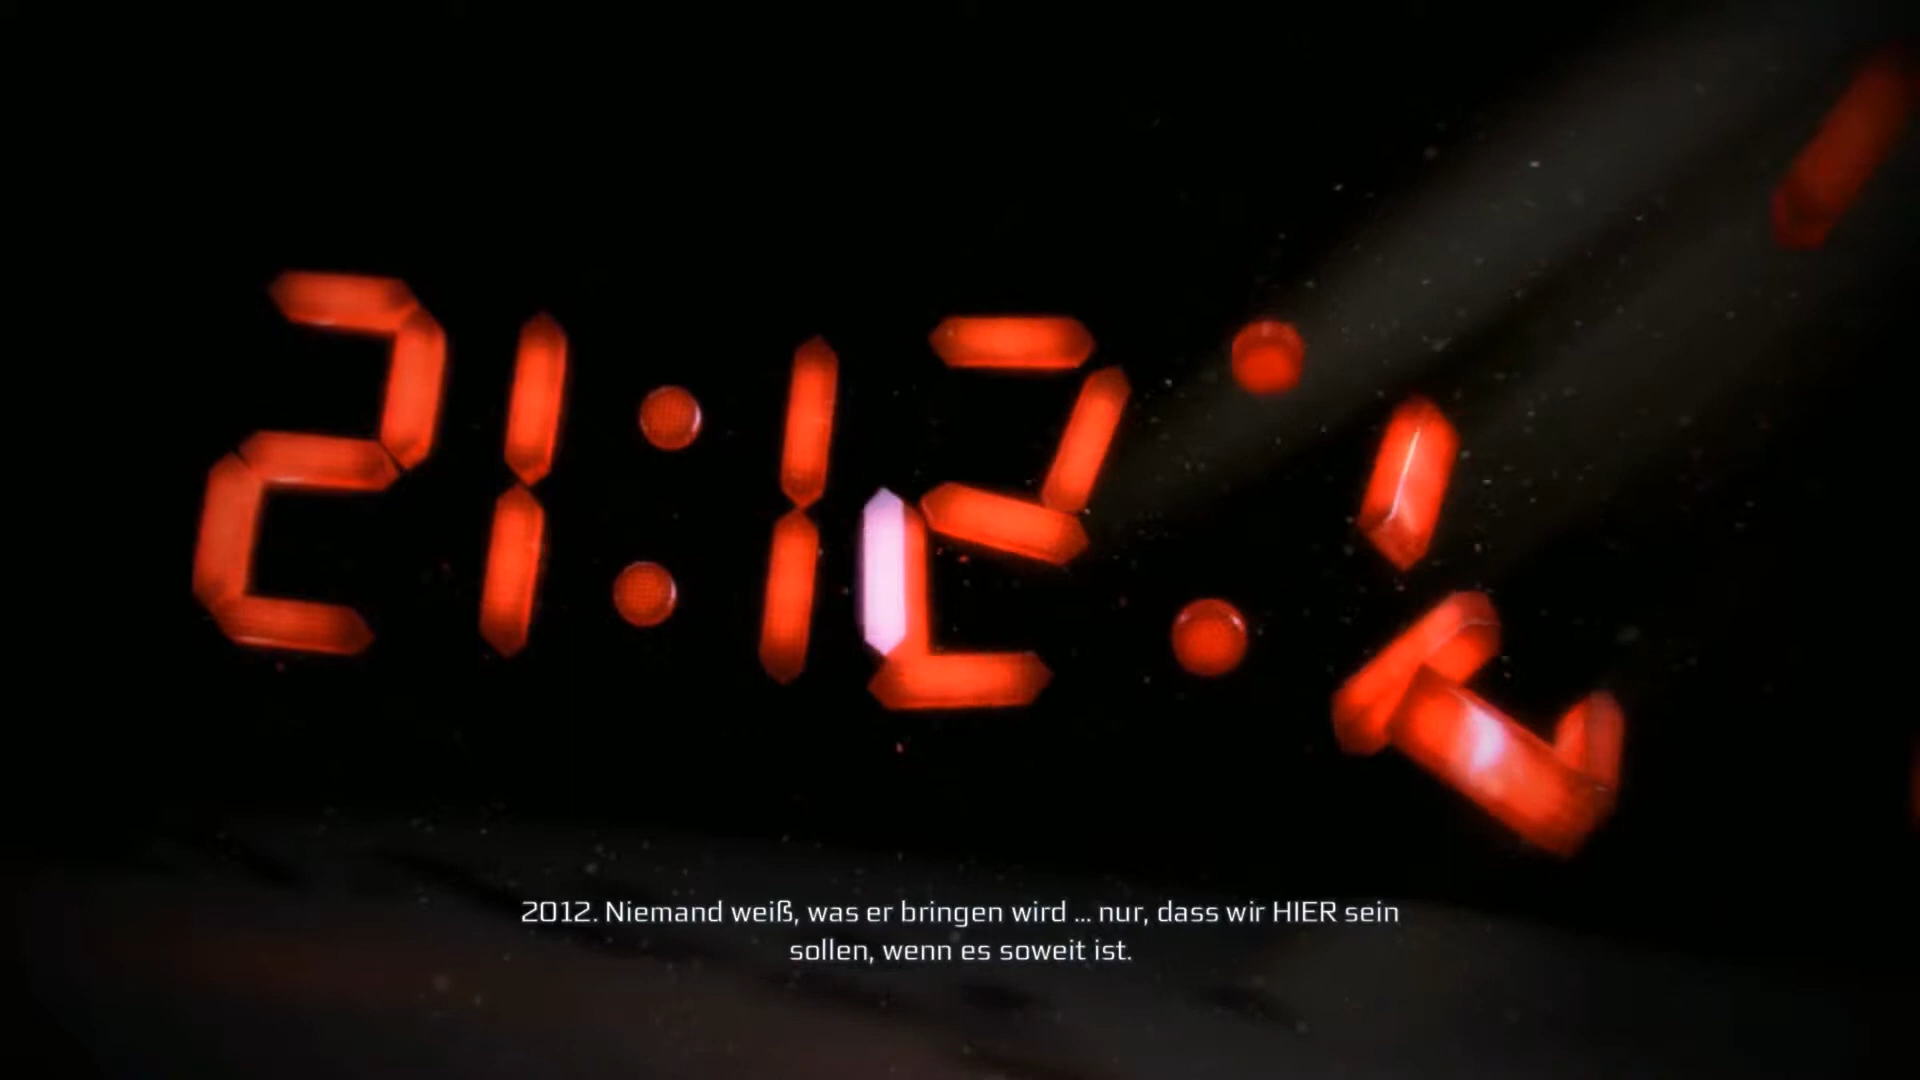 21:12:
2012. Niemand weiß, was er bringen wird ... nur, dass wir HIER sein
sollen, wenn es soweit ist.